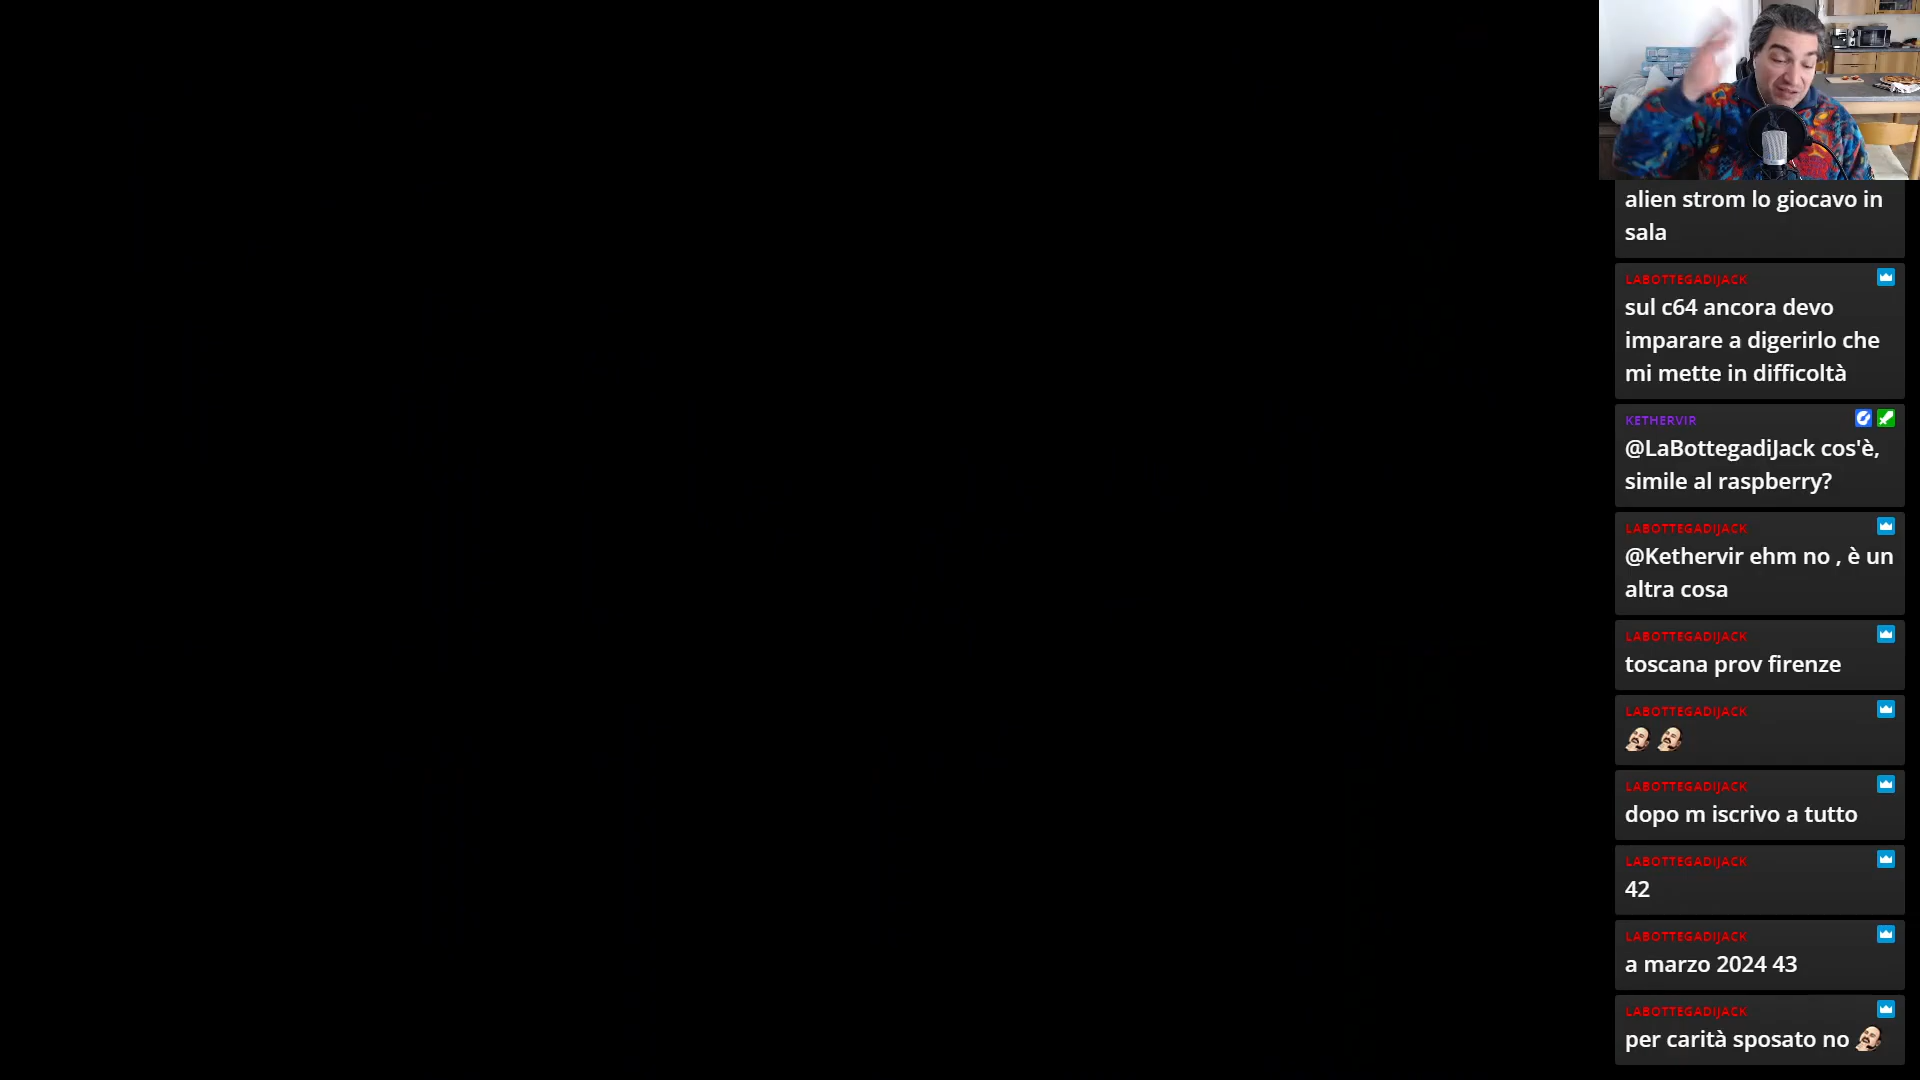 alien strom lo giocavo in
sala
LABOTTEGADIJACK
sul c64 ancora devo
imparare a digerirlo che
mi mette in difficoltà
KETHERVIR
@LaBottegadiJack cos'è,
simile al raspberry?
LABOTTEGADIJACK
@Kethervir ehm no , è un
altra cosa
LABOTTEGADIJACK
toscana prov firenze
LABOTTEGADIJACK
LABOTTEGADIJACK
dopo m iscrivo a tutto
LABOTTEGADIJACK
42
LABOTTEGADIJACK
a marzo 2024 43
LABOTTEGADIJACK
per carità sposato no